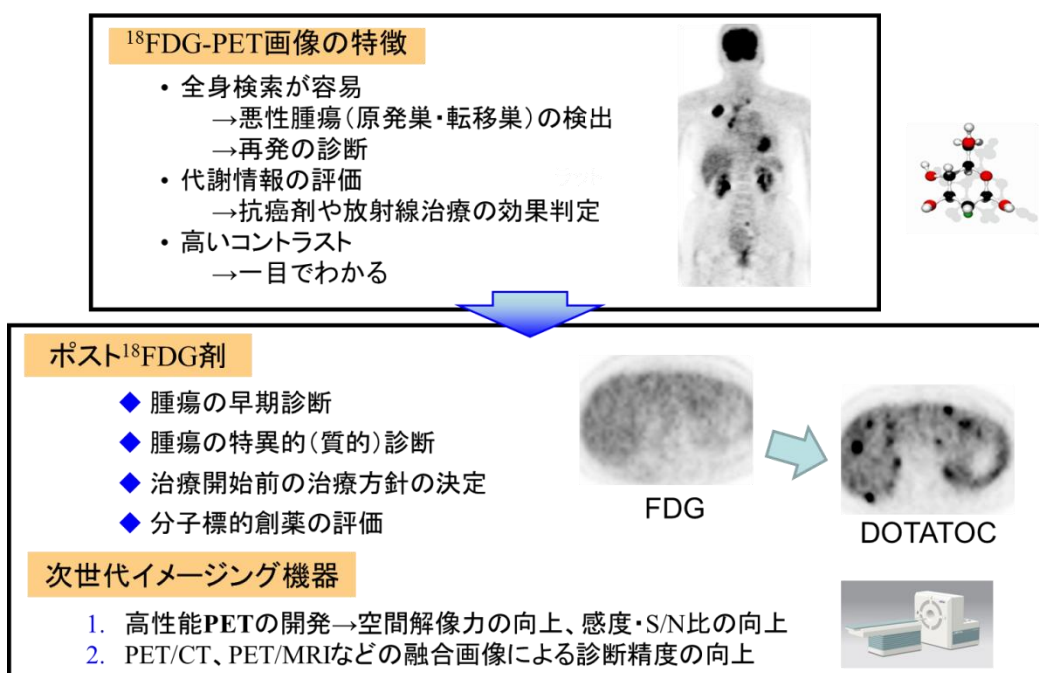 ¹⁸FDG-PET画像の特徴
• 全身検索が容易
→悪性腫瘍(原発巣・転移巣)の検出
→再発の診断
• 代謝情報の評価
→抗癌剤や放射線治療の効果判定
• 高いコントラスト
→一目でわかる
ポスト¹⁸FDG剤
◆ 腫瘍の早期診断
◆ 腫瘍の特異的(質的)診断
◆ 治療開始前の治療方針の決定
◆ 分子標的創薬の評価
FDG
DOTATOC
次世代イメージング機器
1. 高性能PETの開発→空間解像力の向上、感度・S/N比の向上
2. PET/CT、PET/MRIなどの融合画像による診断精度の向上